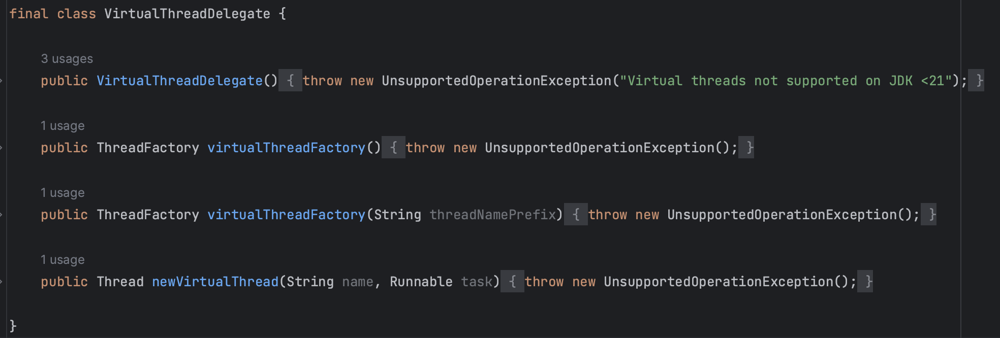 final class VirtualThreadDelegate {
3 usages
public VirtualThreadDelegate() { throw new UnsupportedOperationException("Virtual threads not supported on JDK <21"); }
1 usage
public ThreadFactory virtualThreadFactory() { throw new UnsupportedOperationException(); }
1 usage
public ThreadFactory virtualThreadFactory(String threadNamePrefix) { throw new UnsupportedOperationException(); }
1 usage
public Thread newVirtualThread(String name, Runnable task) { throw new UnsupportedOperationException(); }
}